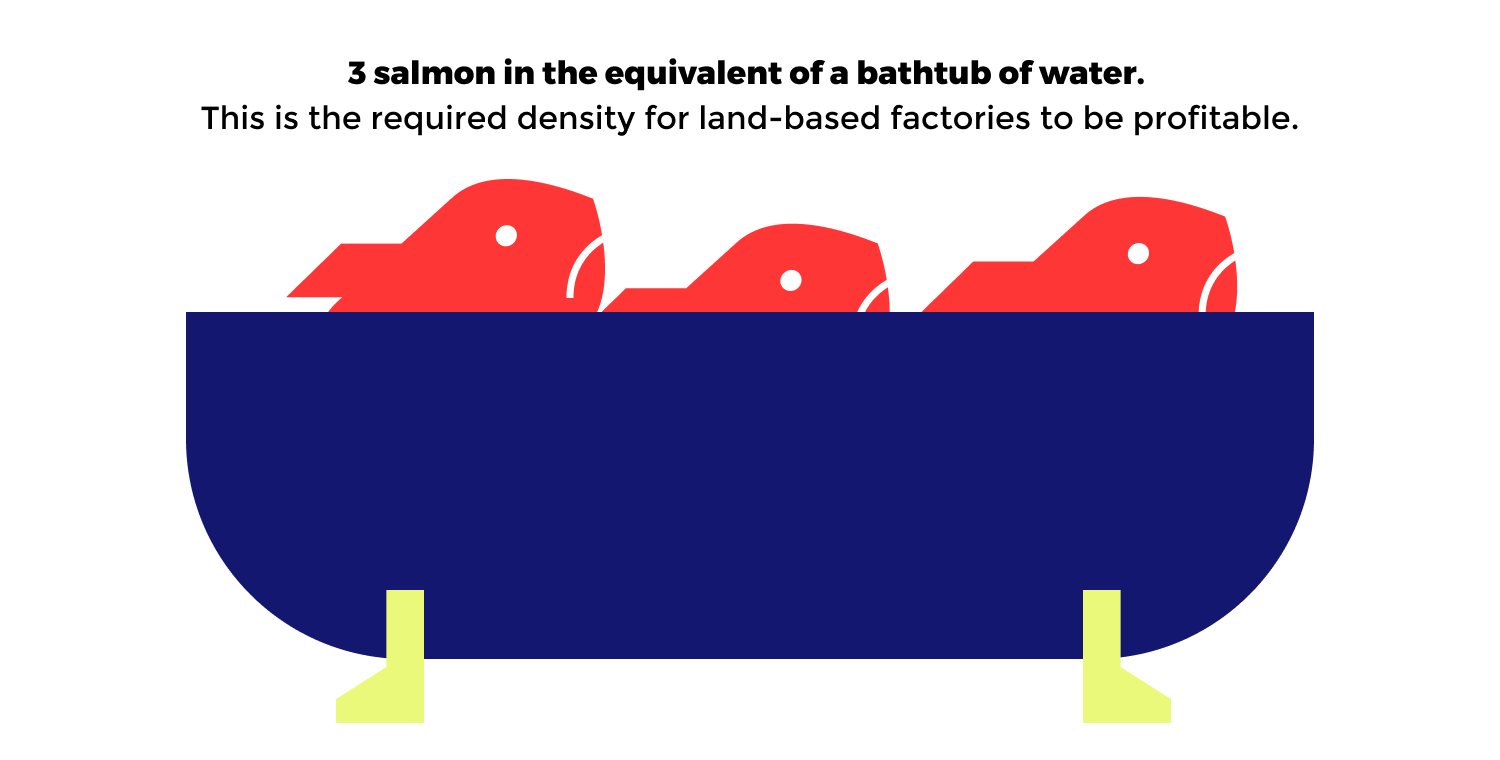 3 salmon in the equivalent of a bathtub of water.
This is the required density for land-based factories to be profitable.